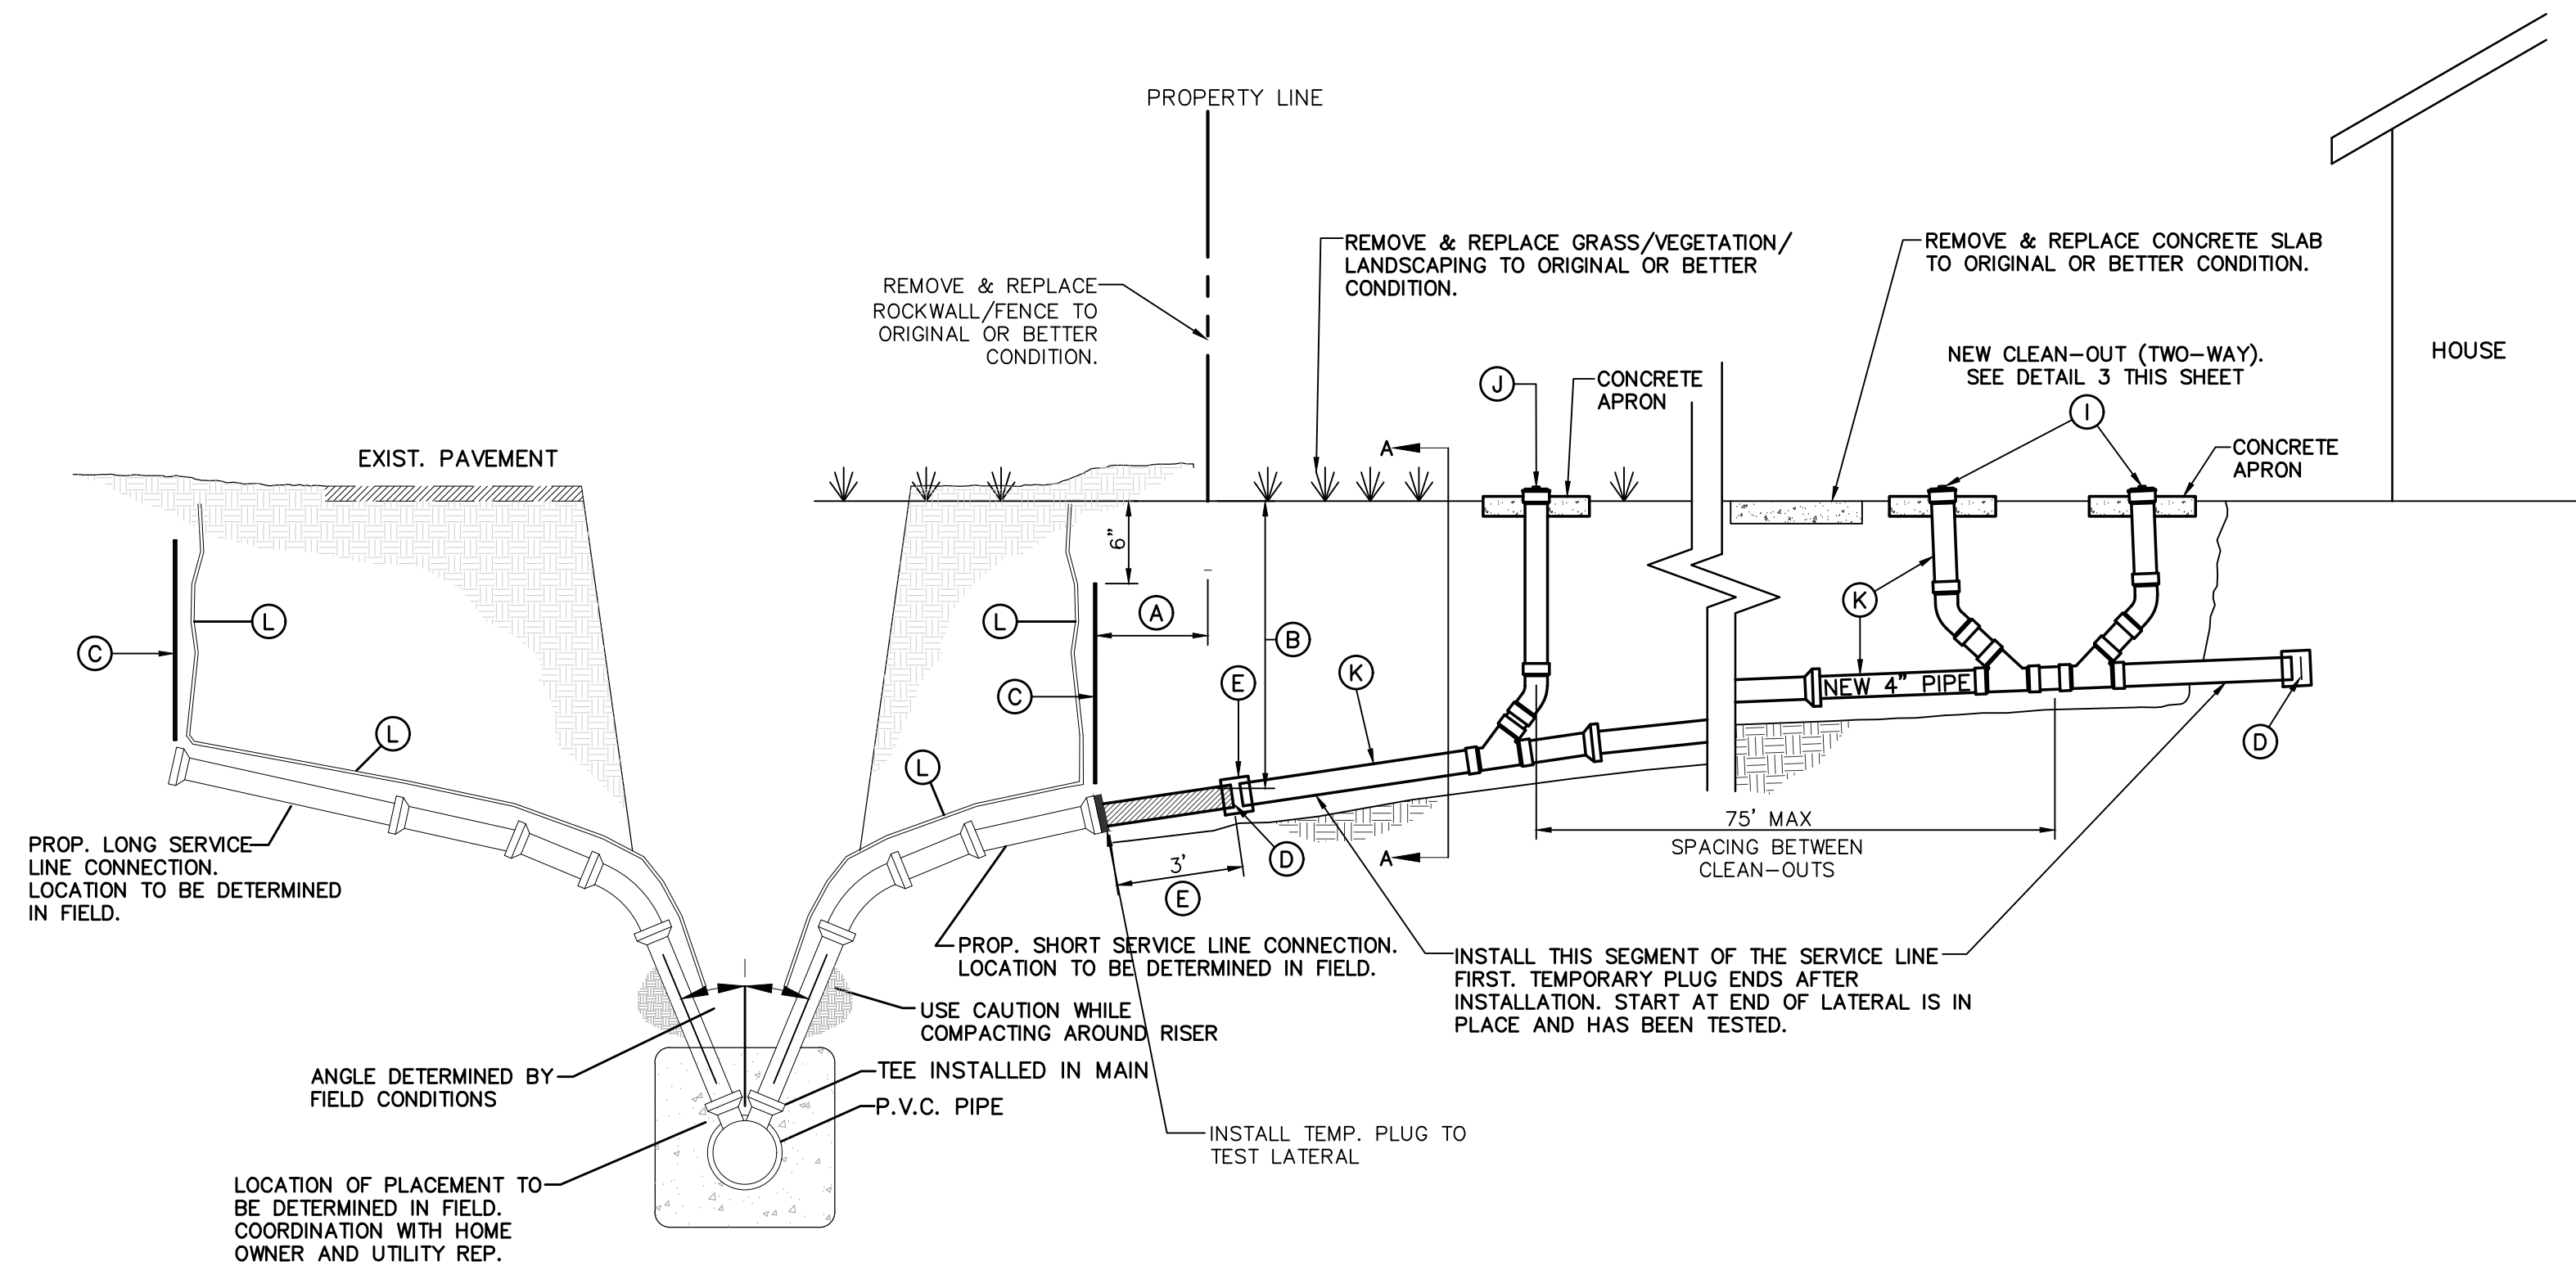 PROPERTY LINE
REMOVE & REPLACE
ROCKWALL/FENCE TO
ORIGINAL OR BETTER
CONDITION.
REMOVE & REPLACE GRASS/VEGETATION/
LANDSCAPING TO ORIGINAL OR BETTER
CONDITION.
REMOVE & REPLACE CONCRETE SLAB
TO ORIGINAL OR BETTER CONDITION.
NEW CLEAN-OUT (TWO-WAY).
SEE DETAIL 3 THIS SHEET
HOUSE
J
CONCRETE
APRON
I
CONCRETE
APRON
EXIST. PAVEMENT
A
6"
L
C
L
A
B
K
C
E
K
NEW 4" PIPE
D
L
L
75' MAX
SPACING BETWEEN
CLEAN-OUTS
A
D
3'
E
PROP. LONG SERVICE
LINE CONNECTION.
LOCATION TO BE DETERMINED
IN FIELD.
PROP. SHORT SERVICE LINE CONNECTION.
LOCATION TO BE DETERMINED IN FIELD.
INSTALL THIS SEGMENT OF THE SERVICE LINE
FIRST. TEMPORARY PLUG ENDS AFTER
INSTALLATION. START AT END OF LATERAL IS IN
PLACE AND HAS BEEN TESTED.
USE CAUTION WHILE
COMPACTING AROUND RISER
ANGLE DETERMINED BY
FIELD CONDITIONS
TEE INSTALLED IN MAIN
P.V.C. PIPE
INSTALL TEMP. PLUG TO
TEST LATERAL
LOCATION OF PLACEMENT TO
BE DETERMINED IN FIELD.
COORDINATION WITH HOME
OWNER AND UTILITY REP.